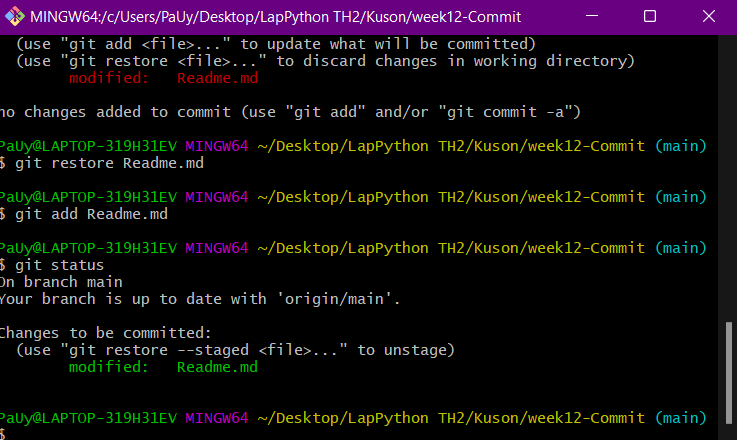 MINGW64:/c/Users/PaUy/Desktop/LapPython TH2/Kuson/week12-Commit
(use "git add <file>..." to update what will be committed)
(use "git restore <file>..." to discard changes in working directory)
modified:   Readme.md
no changes added to commit (use "git add" and/or "git commit -a")
PaUy@LAPTOP-319H31EV MINGW64 ~/Desktop/LapPython TH2/Kuson/week12-Commit (main)
$ git restore Readme.md
PaUy@LAPTOP-319H31EV MINGW64 ~/Desktop/LapPython TH2/Kuson/week12-Commit (main)
$ git add Readme.md
PaUy@LAPTOP-319H31EV MINGW64 ~/Desktop/LapPython TH2/Kuson/week12-Commit (main)
$ git status
On branch main
Your branch is up to date with 'origin/main'.
Changes to be committed:
(use "git restore --staged <file>..." to unstage)
modified:   Readme.md
PaUy@LAPTOP-319H31EV MINGW64 ~/Desktop/LapPython TH2/Kuson/week12-Commit (main)
$